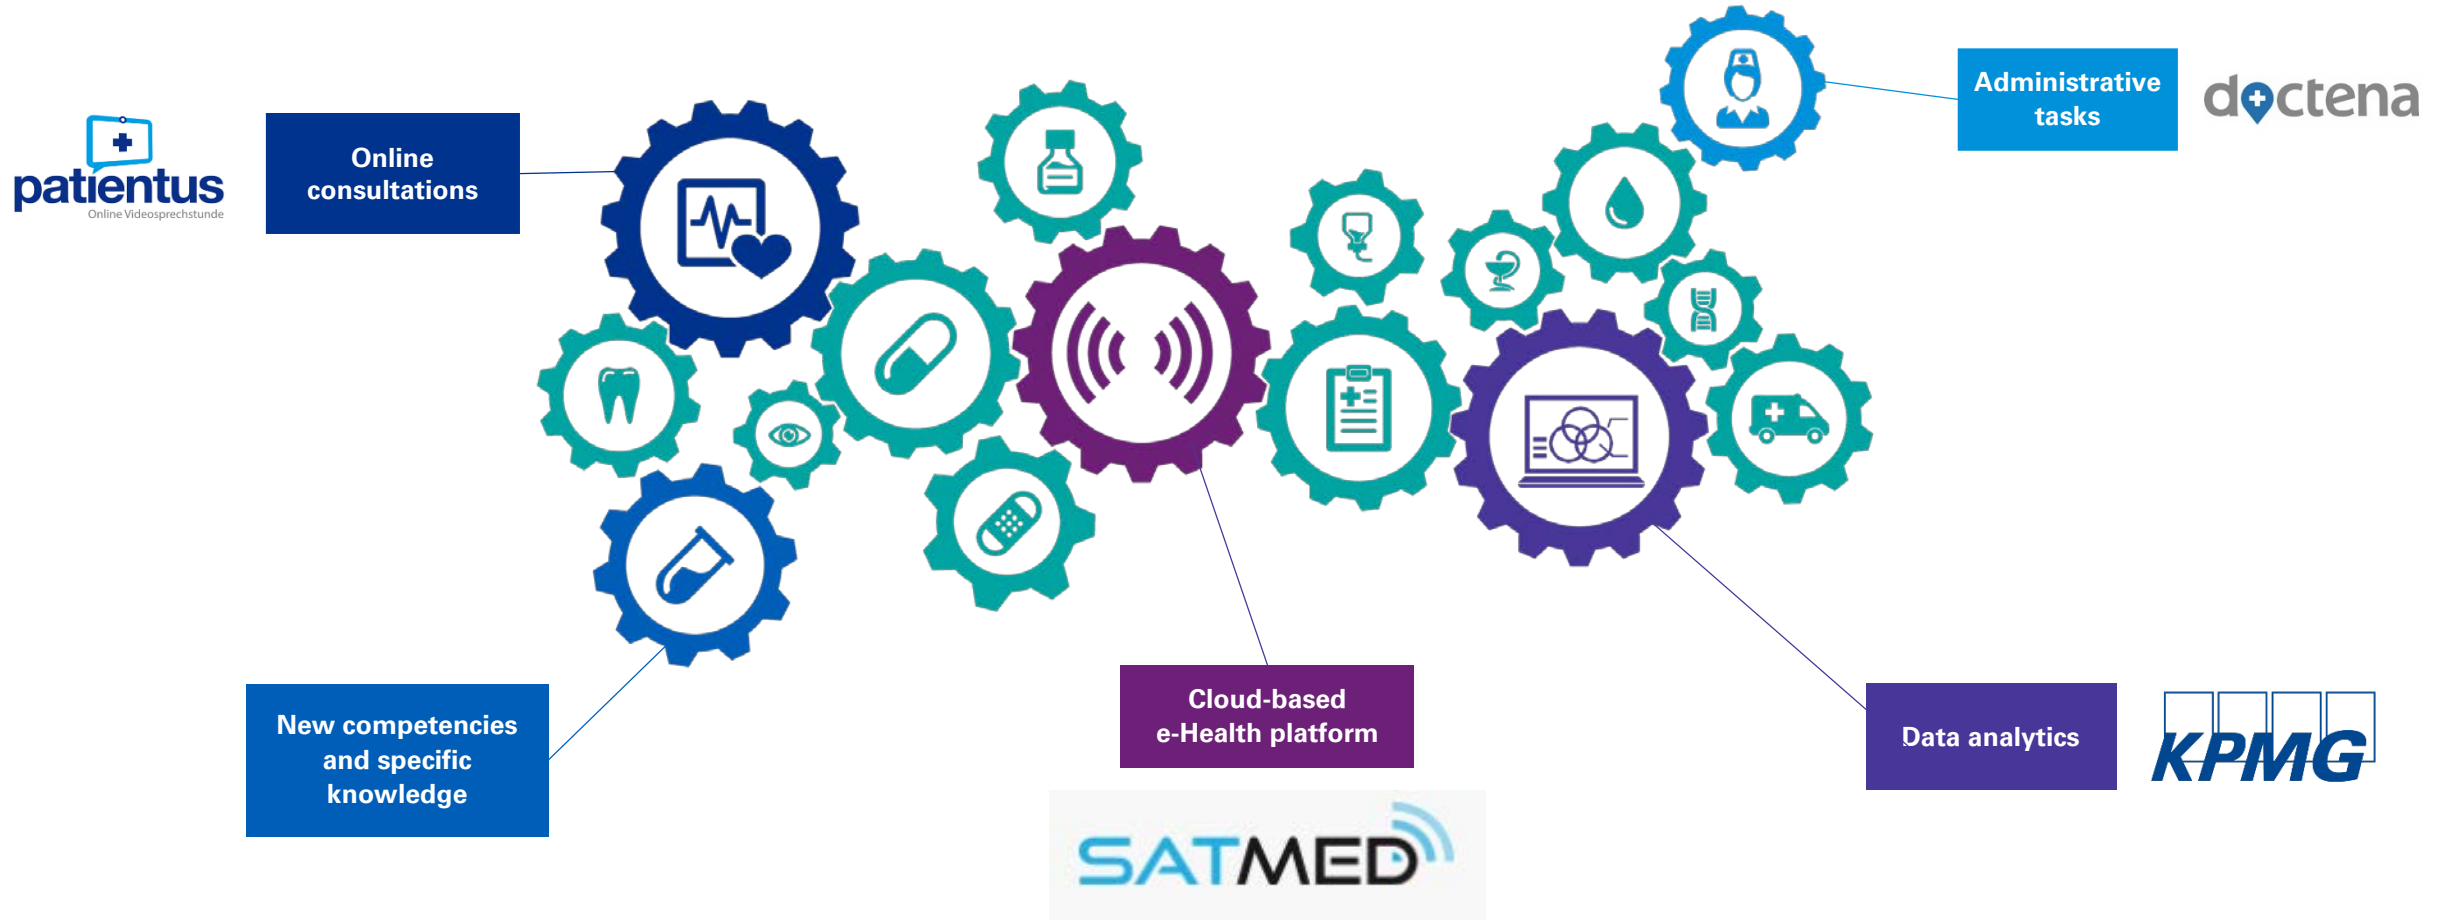 patientus
Online Videosprechstunde
Online
consultations
Administrative
tasks
doctena
New competencies
and specific
knowledge
Cloud-based
e-Health platform
SATMED
Data analytics
KPMG